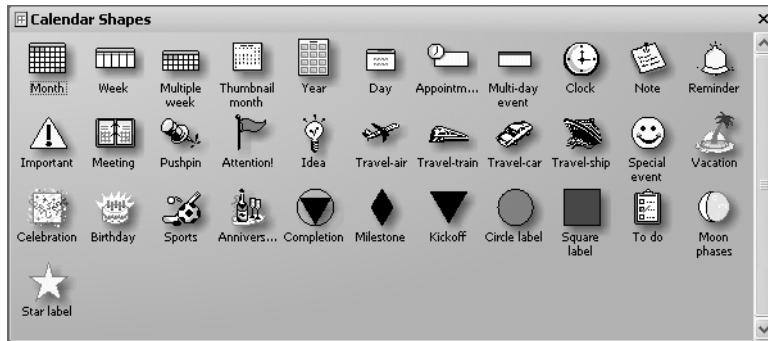 Calendar Shapes
Month Week Multiple week Thumbnail month Year Day Appointm... Multi-day event Clock Note Reminder
Important Meeting Pushpin Attention! Idea Travel-air Travel-train Travel-car Travel-ship Special event Vacation
Celebration Birthday Sports Annivers... Completion Milestone Kickoff Circle label Square label To do Moon phases
Star label